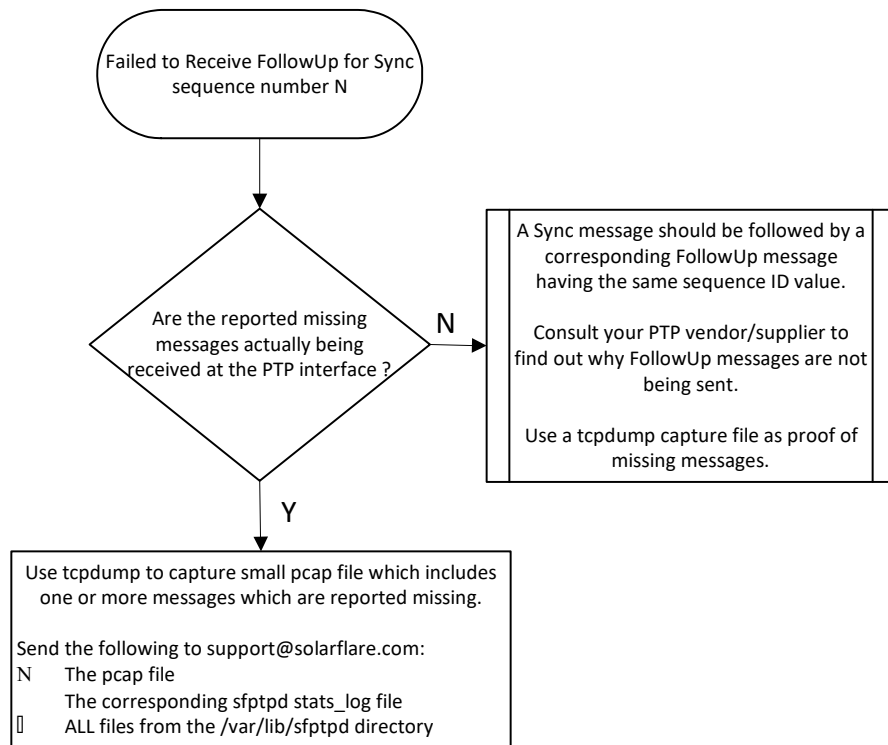 Failed to Receive FollowUp for Sync
sequence number N
Are the reported missing
messages actually being
received at the PTP interface ?
N
A Sync message should be followed by a
corresponding FollowUp message
having the same sequence ID value.
Consult your PTP vendor/supplier to
find out why FollowUp messages are not
being sent.
Use a tcpdump capture file as proof of
missing messages.
Y
Use tcpdump to capture small pcap file which includes
one or more messages which are reported missing.
Send the following to support@solarflare.com:
N The pcap file
The corresponding sfptpd stats_log file
▯ ALL files from the /var/lib/sfptpd directory